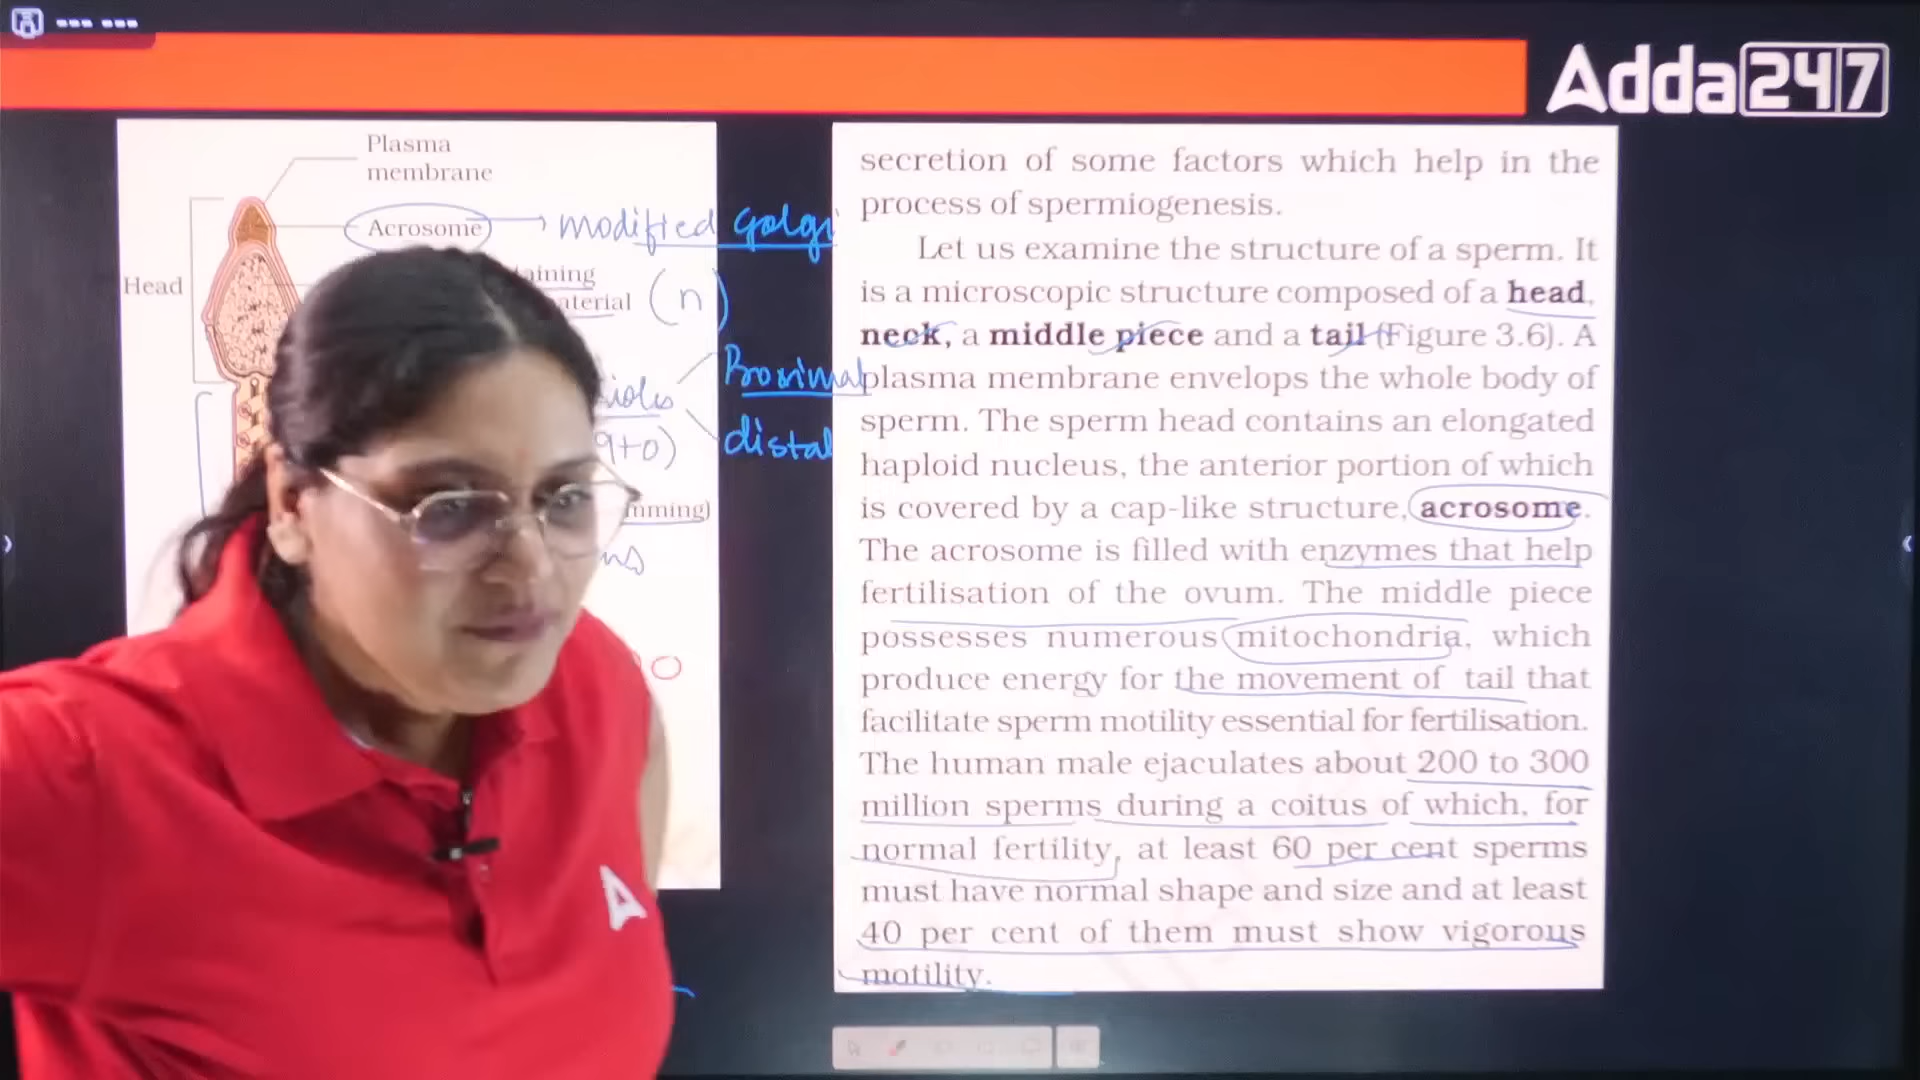 Adda247
Plasma
membrane
Acrosome → modified Golgi
Head
aterial (n)
Proximal
distal
9+0)
secretion of some factors which help in the
process of spermiogenesis.
Let us examine the structure of a sperm. It
is a microscopic structure composed of a head,
neck, a middle piece and a tail (Figure 3.6). A
plasma membrane envelops the whole body of
sperm. The sperm head contains an elongated
haploid nucleus, the anterior portion of which
is covered by a cap-like structure, acrosome.
The acrosome is filled with enzymes that help
fertilisation of the ovum. The middle piece
possesses numerous mitochondria, which
produce energy for the movement of tail that
facilitate sperm motility essential for fertilisation.
The human male ejaculates about 200 to 300
million sperms during a coitus of which, for
normal fertility, at least 60 per cent sperms
must have normal shape and size and at least
40 per cent of them must show vigorous
motility.